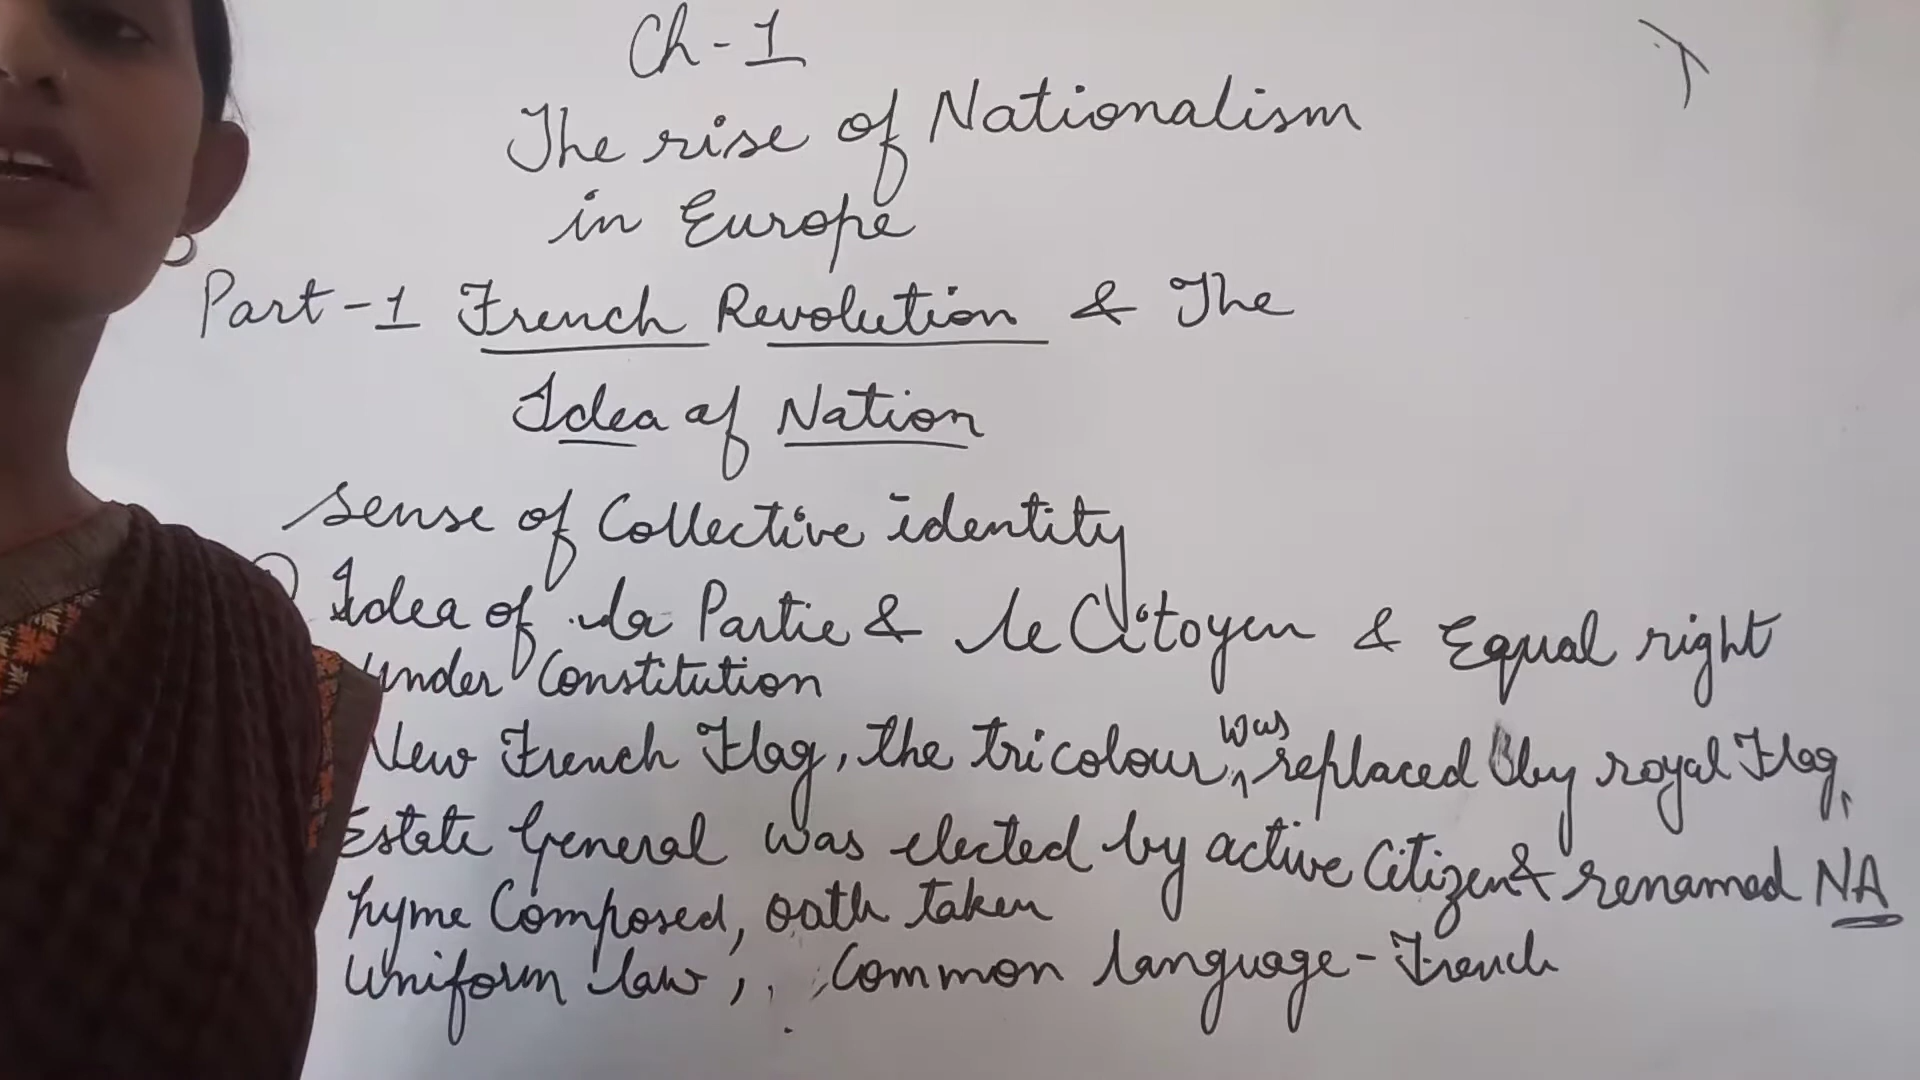 Ch-1
The rise of Nationalism
in Europe
Part-1 French Revolution & The
Idea of Nation
Sense of Collective identity
Idea of La Partie & le Citoyen & Equal right
under Constitution
New French Flag, the tricolour was replaced by royal Flag,
Estate General was elected by active Citizen & renamed NA
hyme Composed, oath taken
Uniform law, Common language - French